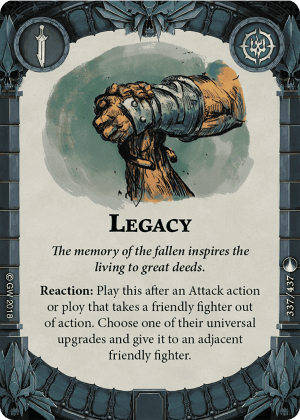 LEGACY
The memory of the fallen inspires the
living to great deeds.
Reaction: Play this after an Attack action
or ploy that takes a friendly fighter out
of action. Choose one of their universal
upgrades and give it to an adjacent
friendly fighter.
© GW 2018
337/437